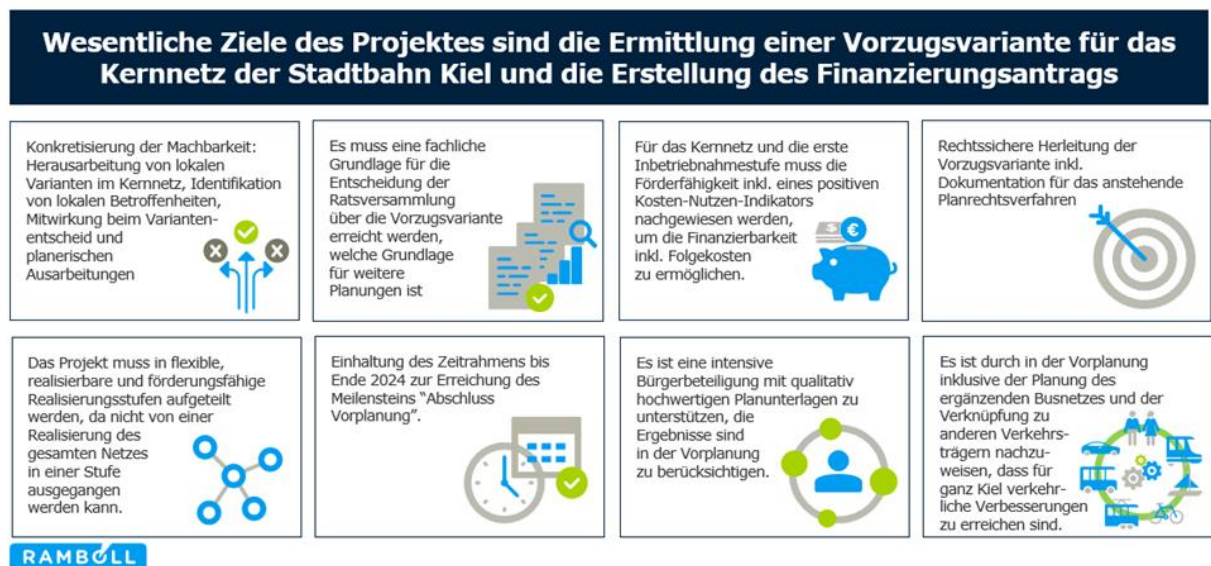 Wesentliche Ziele des Projektes sind die Ermittlung einer Vorzugsvariante für das
Kernnetz der Stadtbahn Kiel und die Erstellung des Finanzierungsantrags
Konkretisierung der Machbarkeit:
Herausarbeitung von lokalen
Varianten im Kernnetz, Identifikation
von lokalen Betroffenheiten,
Mitwirkung beim Varianten-
entscheid und
planerischen
Ausarbeitungen
Es muss eine fachliche
Grundlage für die
Entscheidung der
Ratsversammlung
über die Vorzugsvariante
erreicht werden,
welche Grundlage
für weitere
Planungen ist
Für das Kernnetz und die erste
Inbetriebnahmestufe muss die
Förderfähigkeit inkl. eines positiven
Kosten-Nutzen-Indikators
nachgewiesen werden,
um die Finanzierbarkeit
inkl. Folgekosten
zu ermöglichen.
$
€
Rechtssichere Herleitung der
Vorzugsvariante inkl.
Dokumentation für das anstehende
Planrechtsverfahren
Das Projekt muss in flexible,
realisierbare und förderungsfähige
Realisierungsstufen aufgeteilt
werden, da nicht von einer
Realisierung des
gesamten Netzes
in einer Stufe
ausgegangen
werden kann.
Einhaltung des Zeitrahmens bis
Ende 2024 zur Erreichung des
Meilensteins "Abschluss
Vorplanung".
Es ist eine intensive
Bürgerbeteiligung mit qualitativ
hochwertigen Planunterlagen zu
unterstützen, die
Ergebnisse sind
in der Vorplanung
zu berücksichtigen.
Es ist durch in der Vorplanung
inklusive der Planung des
ergänzenden Busnetzes und der
Verknüpfung zu
anderen Verkehrs-
trägern nachzu-
weisen, dass für
ganz Kiel verkehr-
liche Verbesserungen
zu erreichen sind.
RAMBOLL